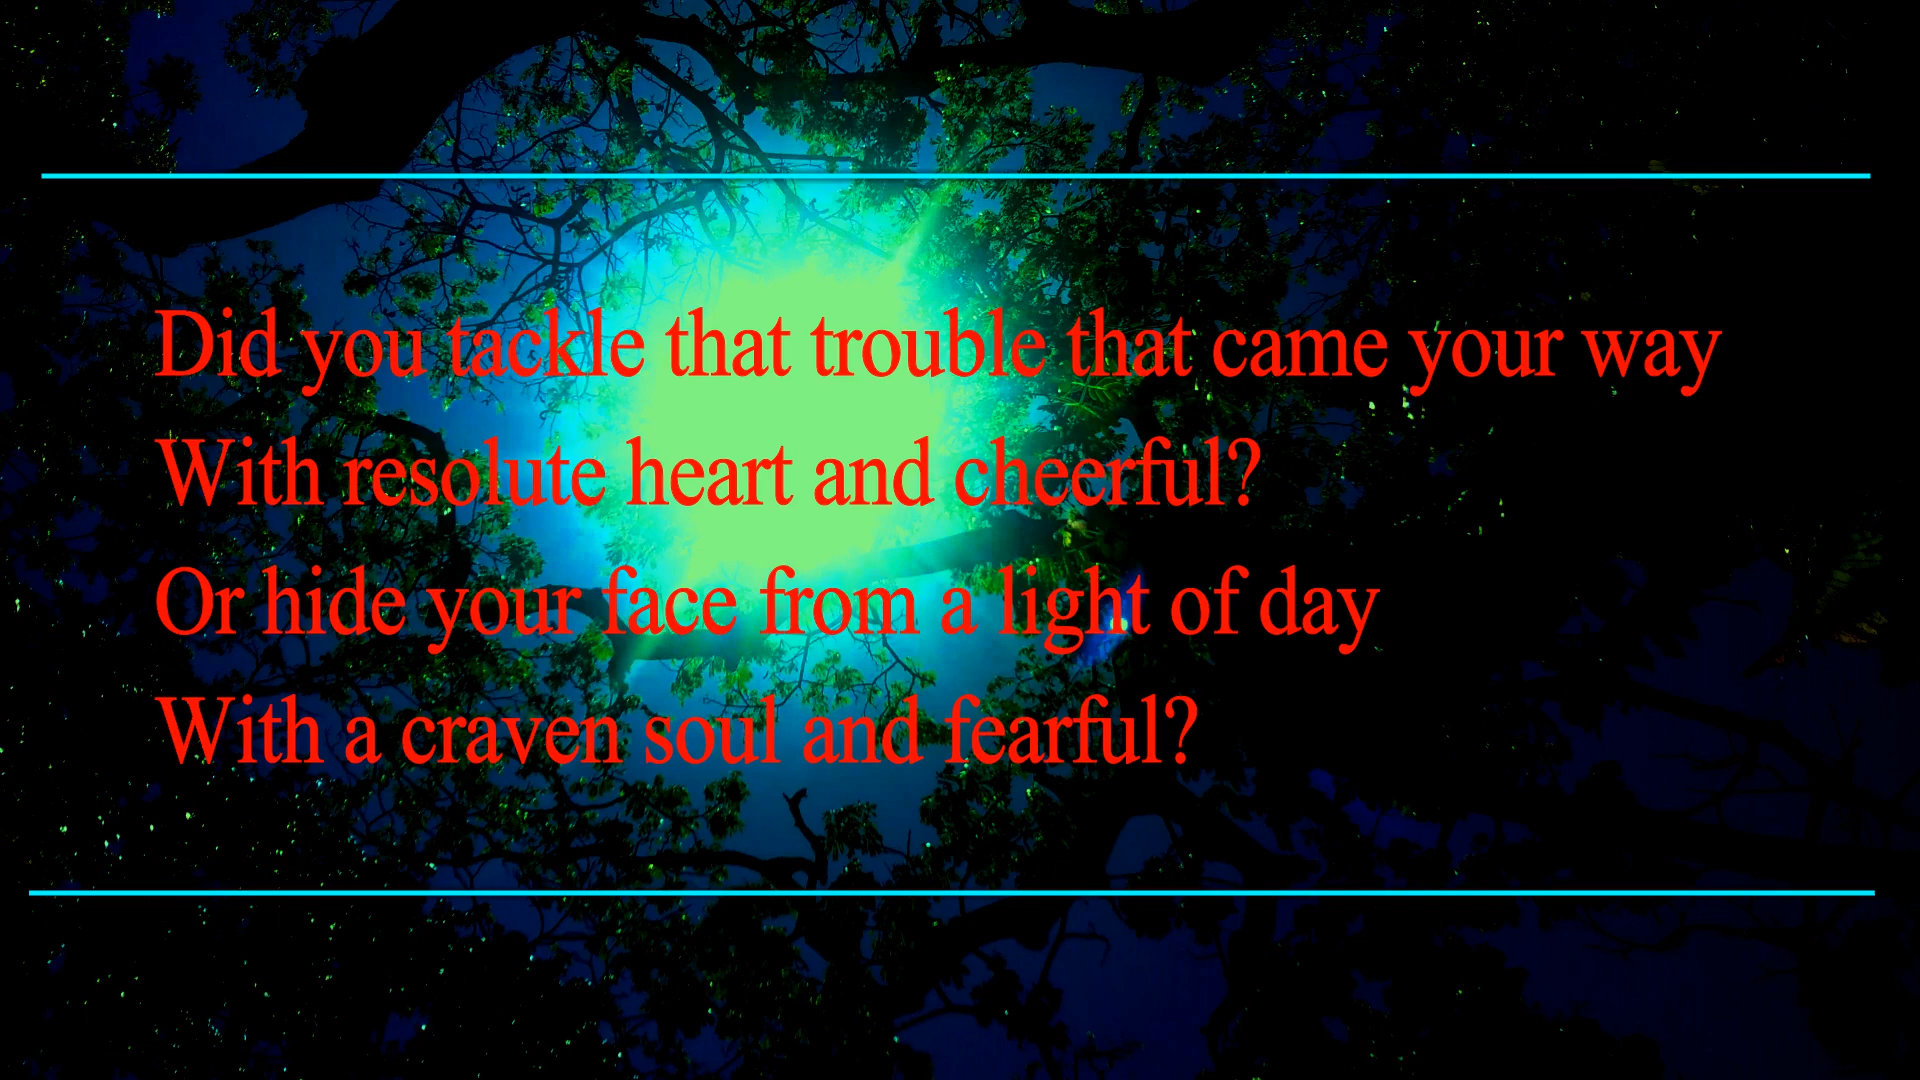 Did you tackle that trouble that came your way
With resolute heart and cheerful?
Or hide your face from a light of day
With a craven soul and fearful?